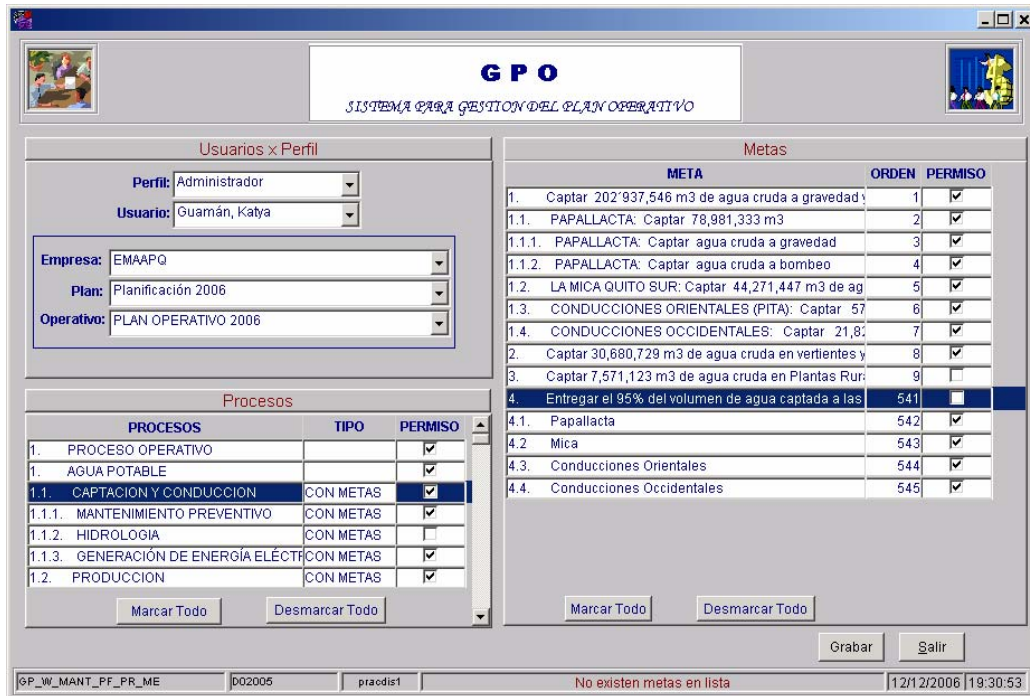 G P O
SISTEMA PARA GESTION DEL PLAN OPERATIVO
Usuarios x Perfil
Perfil: Administrador
Usuario: Guamán, Katya
Empresa: EMAAPQ
Plan: Planificación 2006
Operativo: PLAN OPERATIVO 2006
Procesos
PROCESOS TIPO PERMISO
1. PROCESO OPERATIVO
1. AGUA POTABLE
1.1. CAPTACION Y CONDUCCION CON METAS
1.1.1. MANTENIMIENTO PREVENTIVO CON METAS
1.1.2. HIDROLOGIA CON METAS
1.1.3. GENERACIÓN DE ENERGÍA ELÉCTR CON METAS
1.2. PRODUCCION CON METAS
Marcar Todo Desmarcar Todo
Metas
META ORDEN PERMISO
1. Captar 202´937,546 m3 de agua cruda a gravedad y 1
1.1. PAPALLACTA: Captar 78,981,333 m3 2
1.1.1. PAPALLACTA: Captar agua cruda a gravedad 3
1.1.2. PAPALLACTA: Captar agua cruda a bombeo 4
1.2. LA MICA QUITO SUR: Captar 44,271,447 m3 de ag 5
1.3. CONDUCCIONES ORIENTALES (PITA): Captar 57 6
1.4. CONDUCCIONES OCCIDENTALES: Captar 21,82 7
2. Captar 30,680,729 m3 de agua cruda en vertientes y 8
3. Captar 7,571,123 m3 de agua cruda en Plantas Rura 9
4. Entregar el 95% del volumen de agua captada a las 541
4.1. Papallacta 542
4.2 Mica 543
4.3. Conducciones Orientales 544
4.4. Conducciones Occidentales 545
Marcar Todo Desmarcar Todo
Grabar Salir
GP_W_MANT_PF_PR_ME D02005 pracdis1 No existen metas en lista 12/12/2006 19:30:53